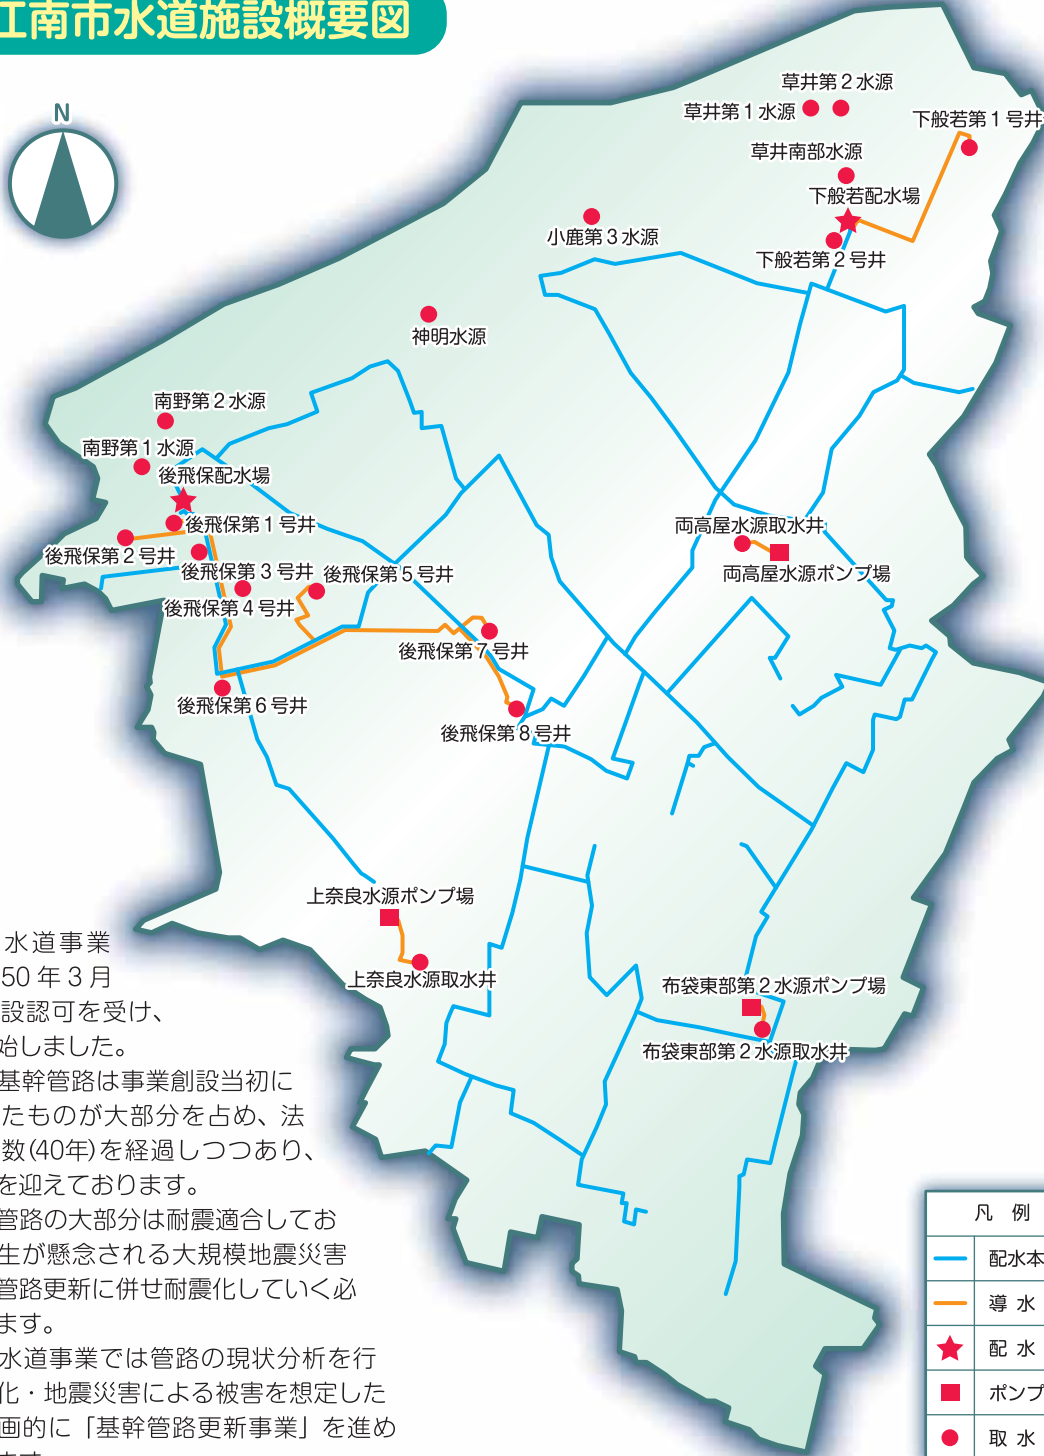 江南市水道施設概要図
N
草井第２水源
草井第１水源
下般若第１号井
草井南部水源
下般若配水場
小鹿第３水源
下般若第２号井
神明水源
南野第２水源
南野第１水源
後飛保配水場
後飛保第１号井
両高屋水源取水井
後飛保第２号井
後飛保第３号井
後飛保第５号井
両高屋水源ポンプ場
後飛保第４号井
後飛保第７号井
後飛保第６号井
後飛保第８号井
上奈良水源ポンプ場
上奈良水源取水井
布袋東部第２水源ポンプ場
布袋東部第２水源取水井
水道事業
50年３月
設認可を受け、
始しました。
基幹管路は事業創設当初に
たものが大部分を占め、法
数(40年)を経過しつつあり、
を迎えております。
管路の大部分は耐震適合してお
生が懸念される大規模地震災害
管路更新に併せ耐震化していく必
ます。
水道事業では管路の現状分析を行
化・地震災害による被害を想定した
画的に「基幹管路更新事業」を進め
凡 例
配水本
導 水
配 水
ポンプ
取 水